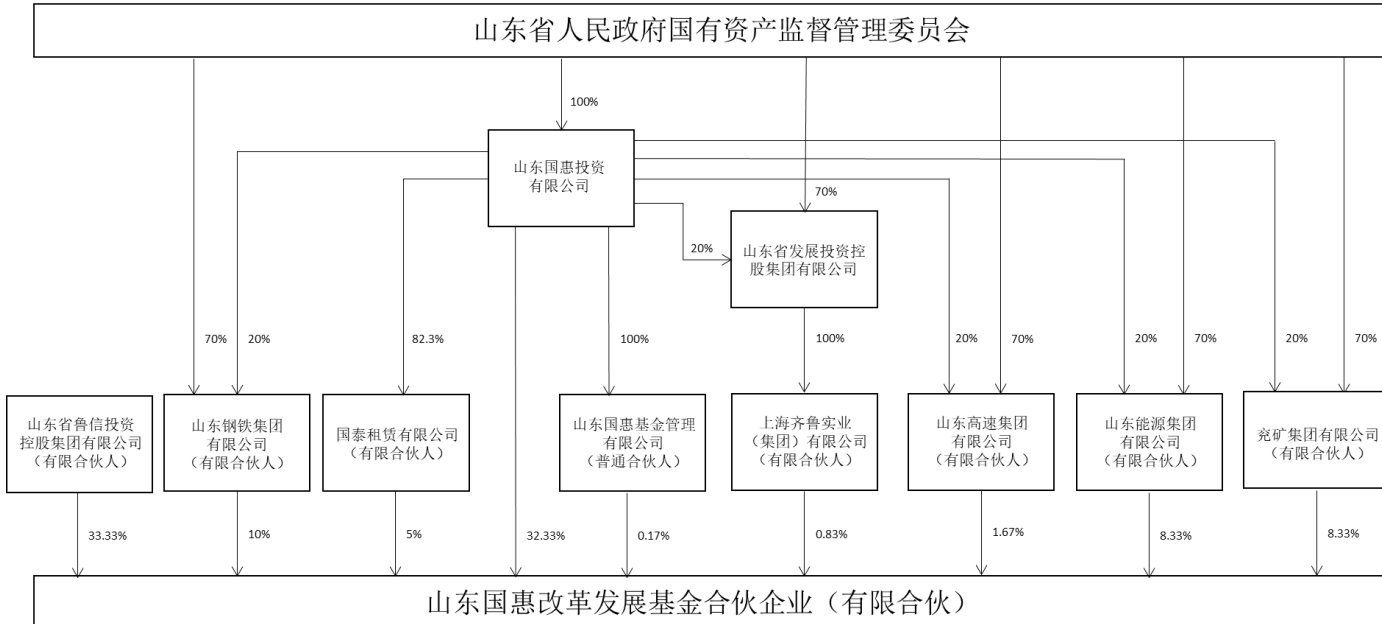 山东省人民政府国有资产监督管理委员会
100%
山东国惠投资
有限公司
70%
20%
山东省发展投资控
股集团有限公司
70%
20%
82.3%
100%
100%
20%
70%
20%
70%
20%
70%
山东省鲁信投资
控股集团有限公司
（有限合伙人）
山东钢铁集团
有限公司
（有限合伙人）
国泰租赁有限公司
（有限合伙人）
山东国惠基金管理
有限公司
（普通合伙人）
上海齐鲁实业
（集团）有限公司
（有限合伙人）
山东高速集团
有限公司
（有限合伙人）
山东能源集团
有限公司
（有限合伙人）
兖矿集团有限公司
（有限合伙人）
33.33%
10%
5%
32.33%
0.17%
0.83%
1.67%
8.33%
8.33%
山东国惠改革发展基金合伙企业（有限合伙）